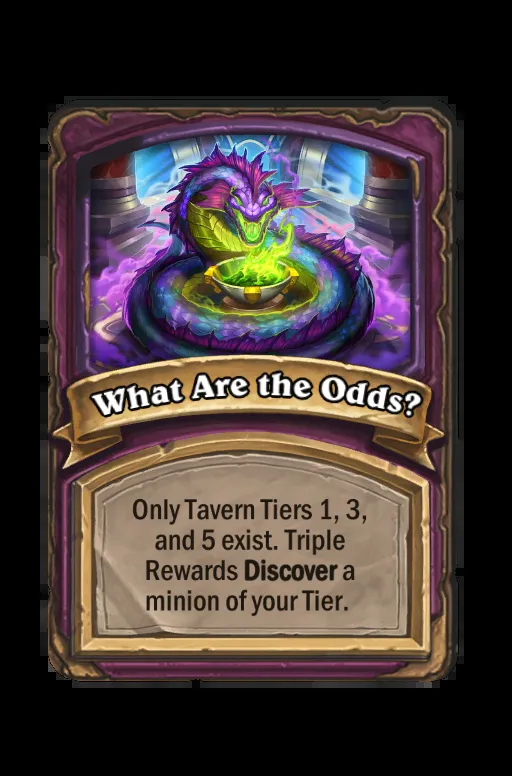 What Are the Odds?
Only Tavern Tiers 1, 3,
and 5 exist. Triple
Rewards Discover a
minion of your Tier.